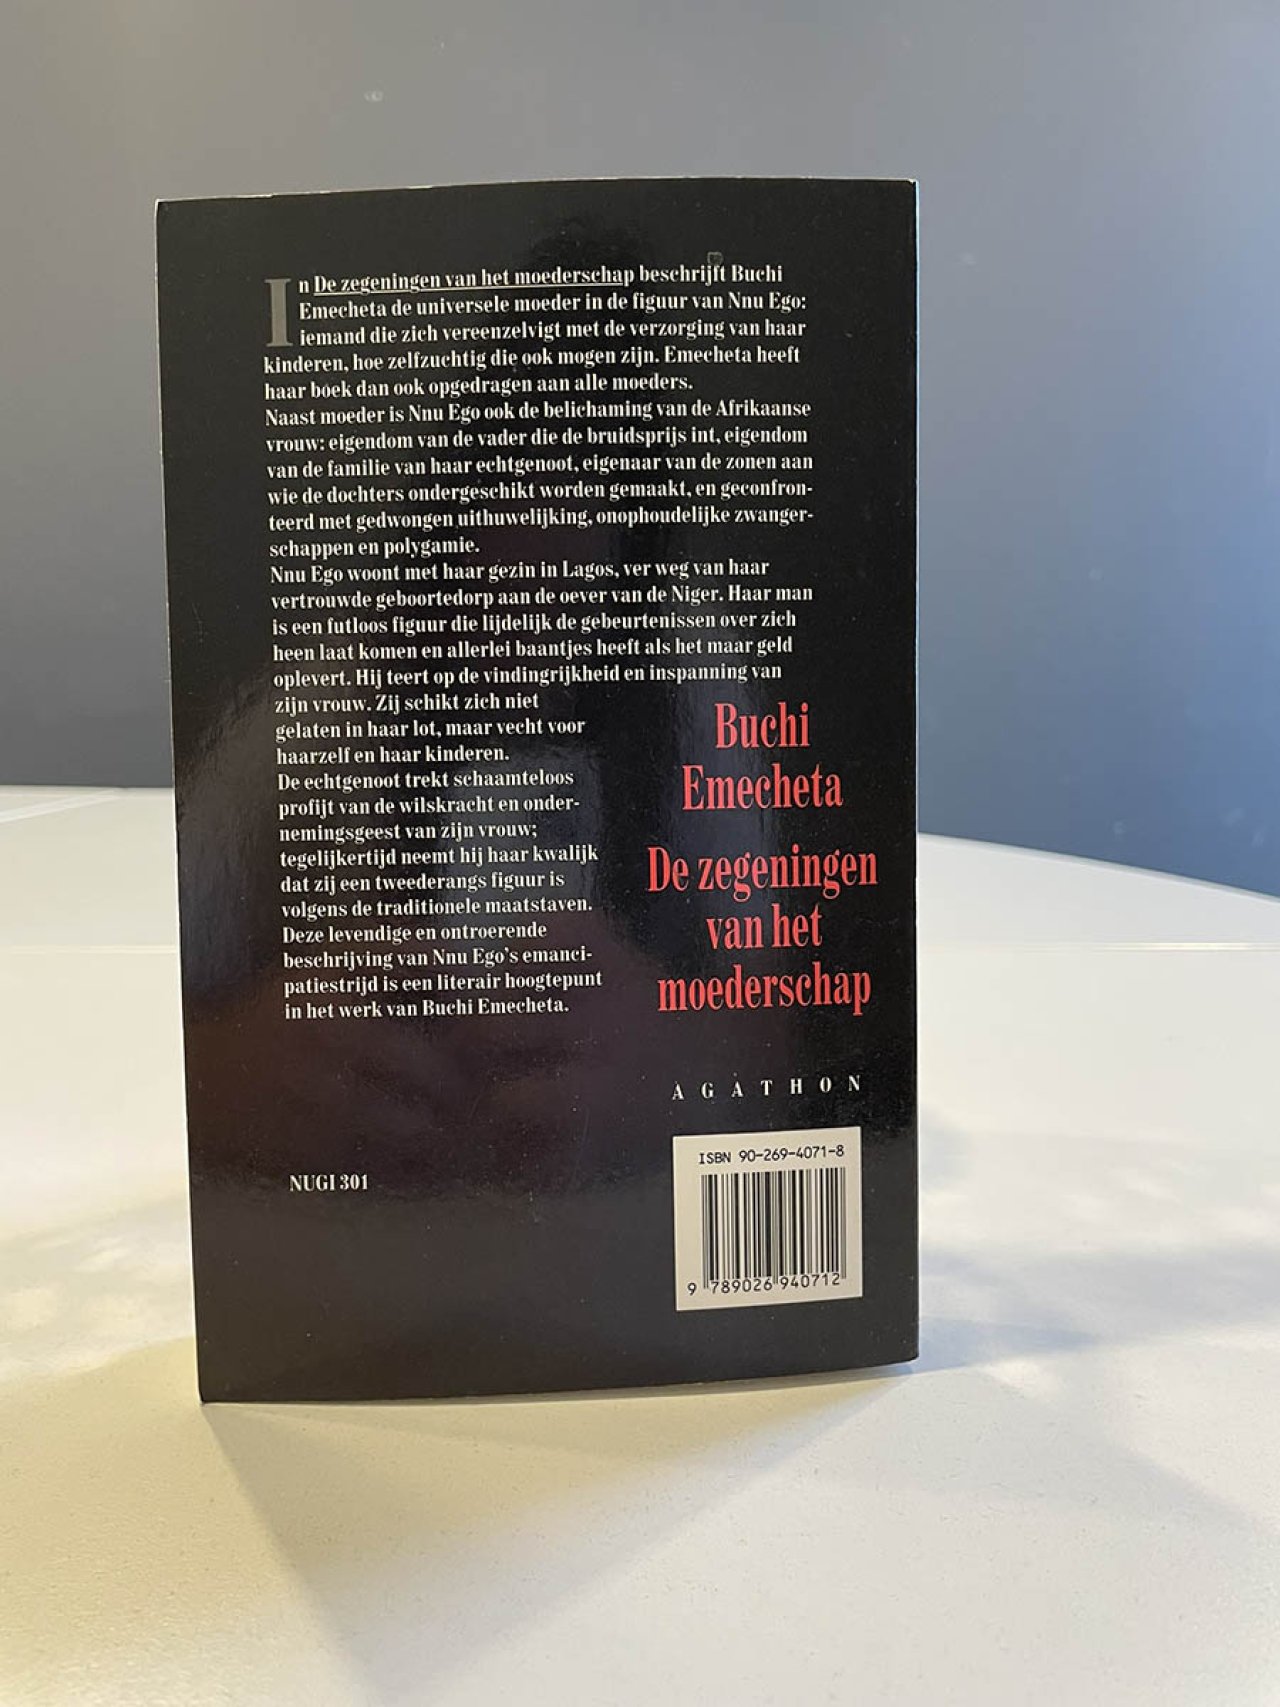 In De zegeningen van het moederschap beschrijft Buchi
Emecheta de universele moeder in de figuur van Nnu Ego:
iemand die zich vereenzelvigt met de verzorging van haar
kinderen, hoe zelfzuchtig die ook mogen zijn. Emecheta heeft
haar boek dan ook opgedragen aan alle moeders.
Naast moeder is Nnu Ego ook de belichaming van de Afrikaanse
vrouw: eigendom van de vader die de bruidsprijs int, eigendom
van de familie van haar echtgenoot, eigenaar van de zonen aan
wie de dochters ondergeschikt worden gemaakt, en geconfron-
teerd met gedwongen uithuwelijking, onophoudelijke zwanger-
schappen en polygamie.
Nnu Ego woont met haar gezin in Lagos, ver weg van haar
vertrouwde geboortedorp aan de oever van de Niger. Haar man
is een futloos figuur die lijdelijk de gebeurtenissen over zich
heen laat komen en allerlei baantjes heeft als het maar geld
oplevert. Hij teert op de vindingrijkheid en inspanning van
zijn vrouw. Zij schikt zich niet
gelaten in haar lot, maar vecht voor
haarzelf en haar kinderen.
De echtgenoot trekt schaamteloos
profijt van de wilskracht en onder-
nemingsgeest van zijn vrouw;
tegelijkertijd neemt hij haar kwalijk
dat zij een tweederangs figuur is
volgens de traditionele maatstaven.
Deze levendige en ontroerende
beschrijving van Nnu Ego's emanci-
patiestrijd is een literair hoogtepunt
in het werk van Buchi Emecheta.
Buchi
Emecheta
De zegeningen
van het
moederschap
AGATHON
NUGI 301
ISBN 90-269-4071-8
9 789026 940712